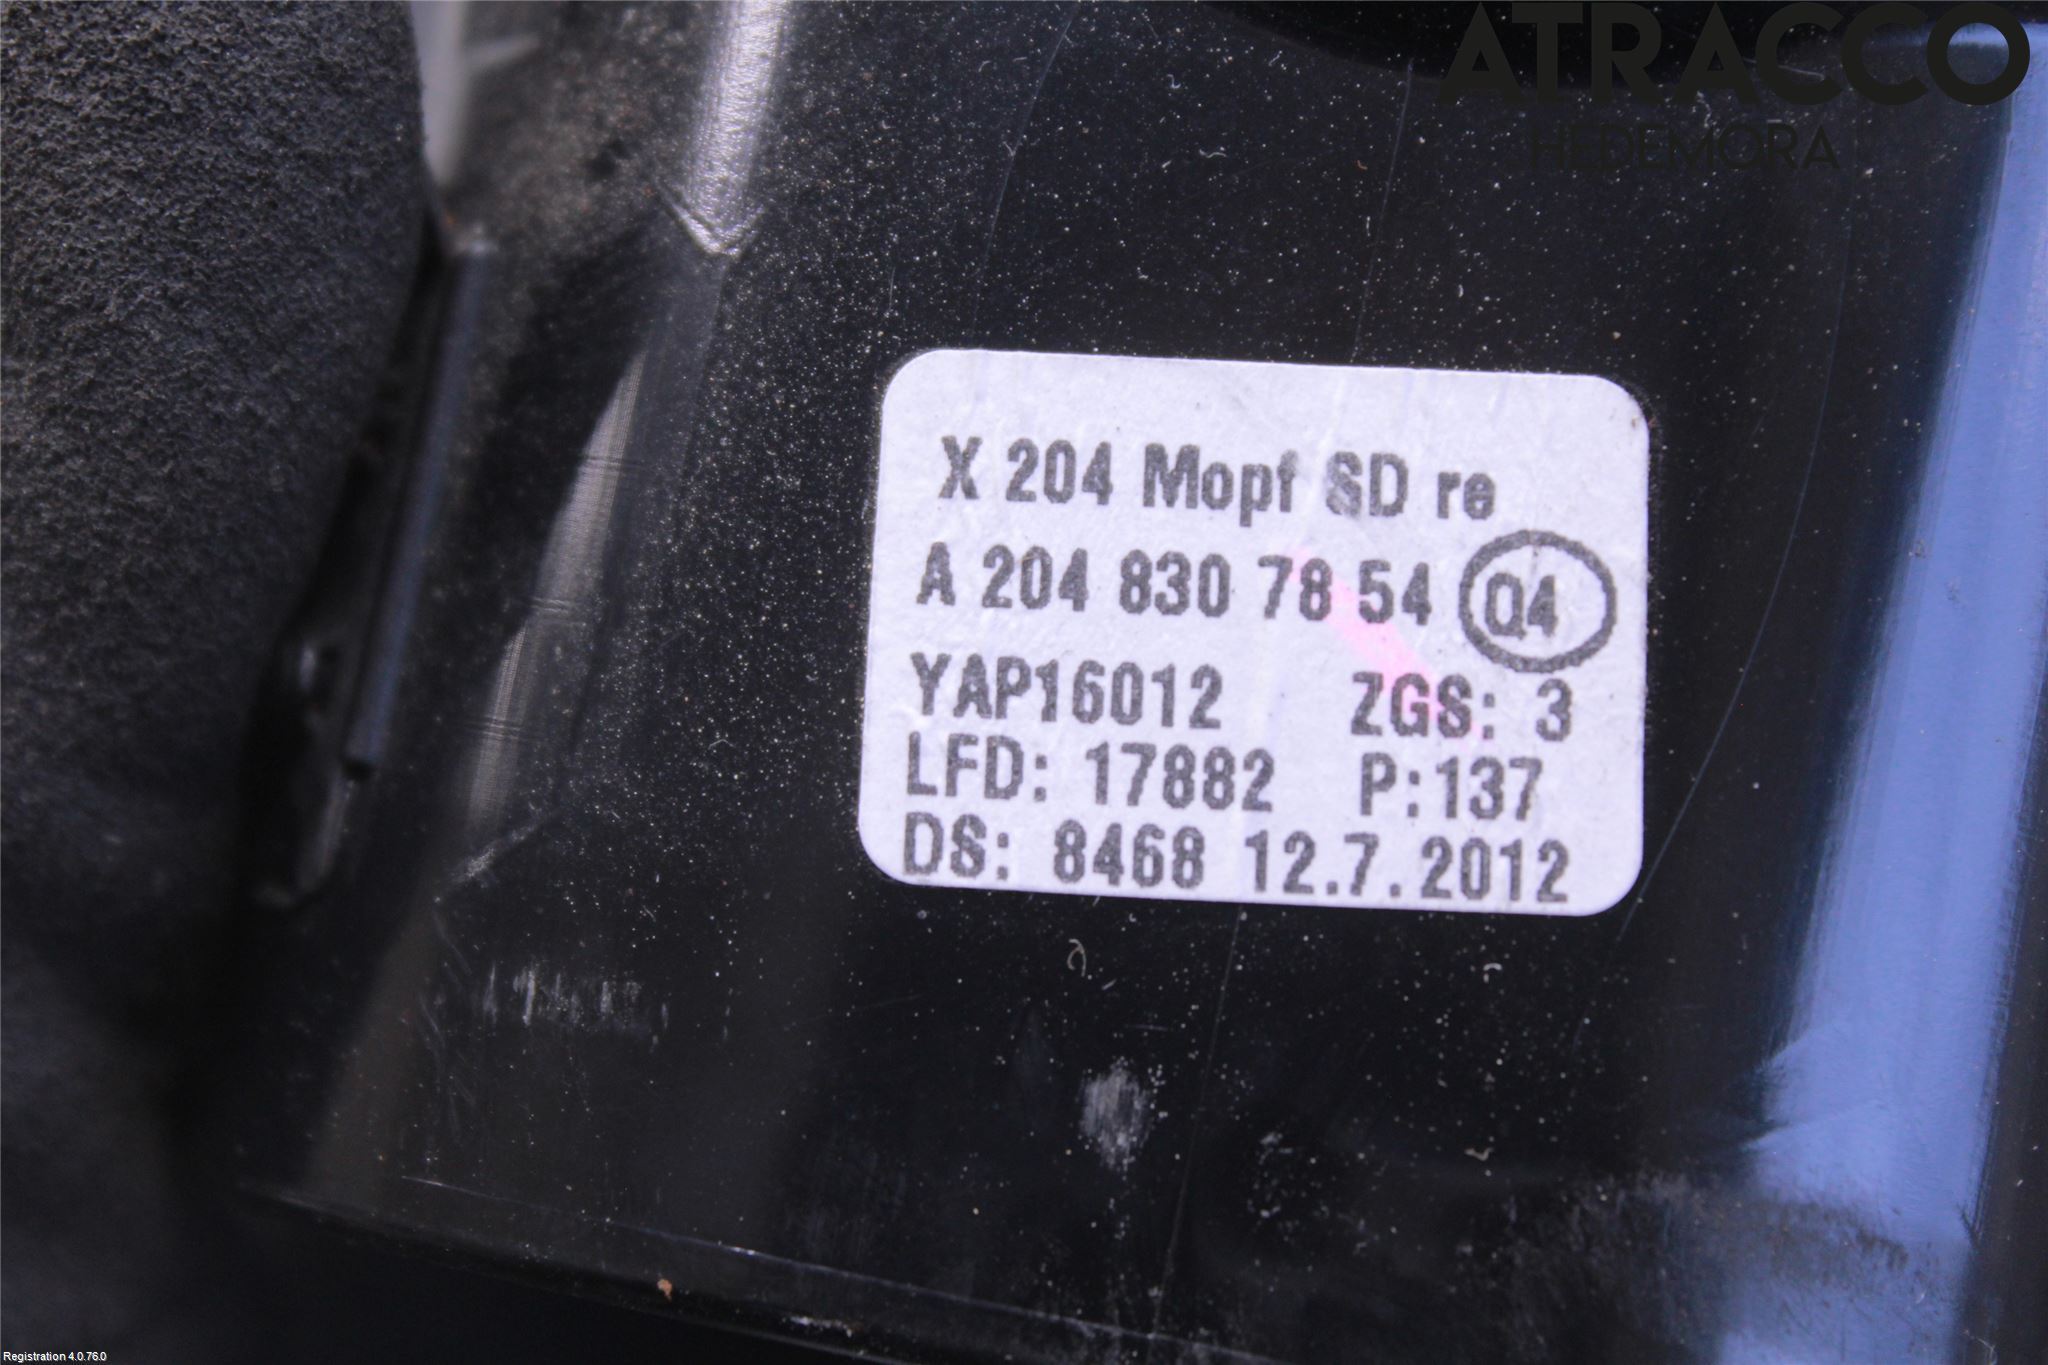 ATRACCO
HEDEMORA
X 204 Mopf SD re
A 204 830 78 54 Q4
YAP16012 ZGS: 3
LFD: 17882 P:137
DS: 8468 12.7.2012
Registration 4.0.76.0